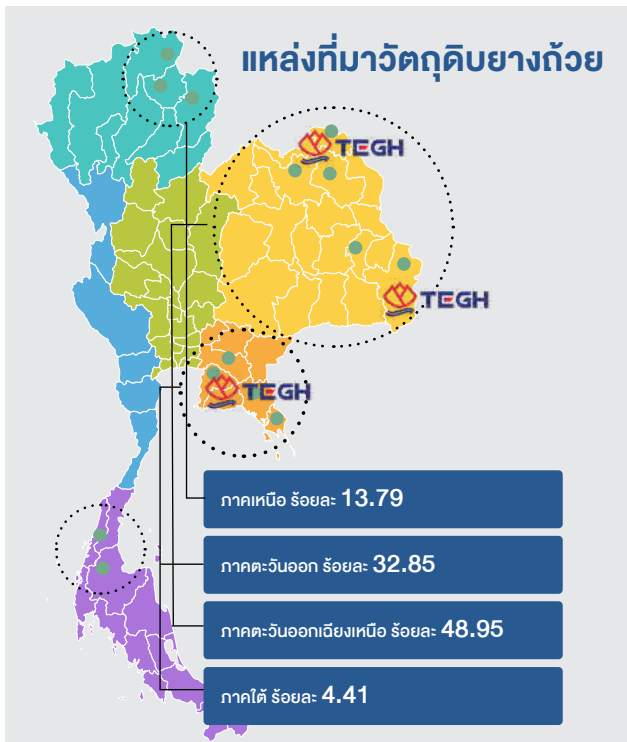 แหล่งที่มาวัตถุดิบยางถ้วย
TEGH
TEGH
TEGH
ภาคเหนือ ร้อยละ 13.79
ภาคตะวันออก ร้อยละ 32.85
ภาคตะวันออกเฉียงเหนือ ร้อยละ 48.95
ภาคใต้ ร้อยละ 4.41